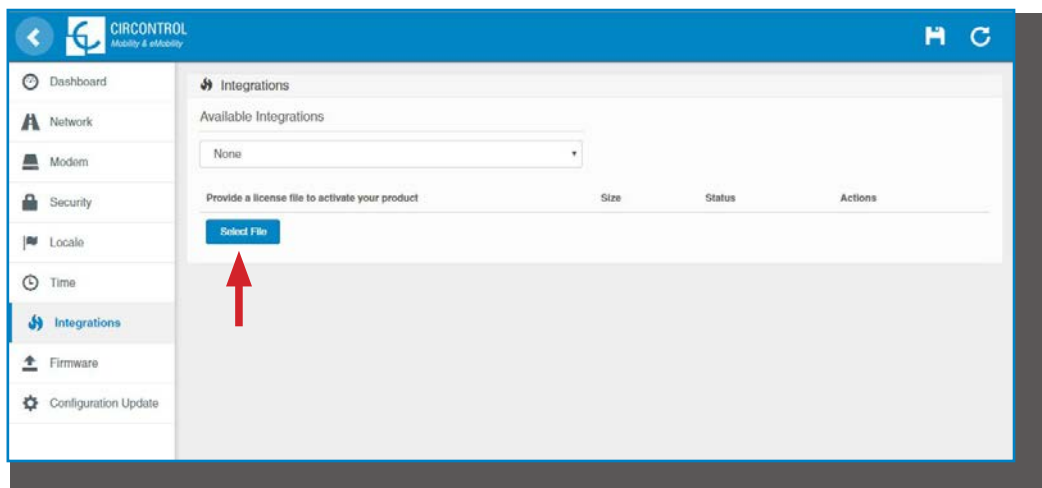 CIRCONTROL
Mobility & eMobility
Dashboard
Network
Modem
Security
Locale
Time
Integrations
Firmware
Configuration Update
Integrations
Available Integrations
None
Provide a license file to activate your product Size Status Actions
Select File